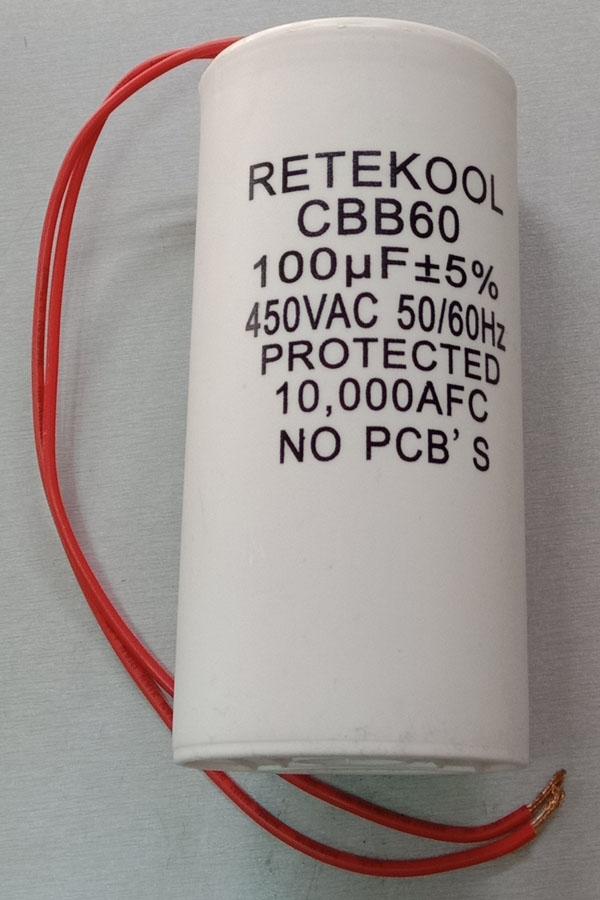 RETEKOOL
CBB60
100µF±5%
450VAC 50/60Hz
PROTECTED
10,000AFC
NO PCB'S